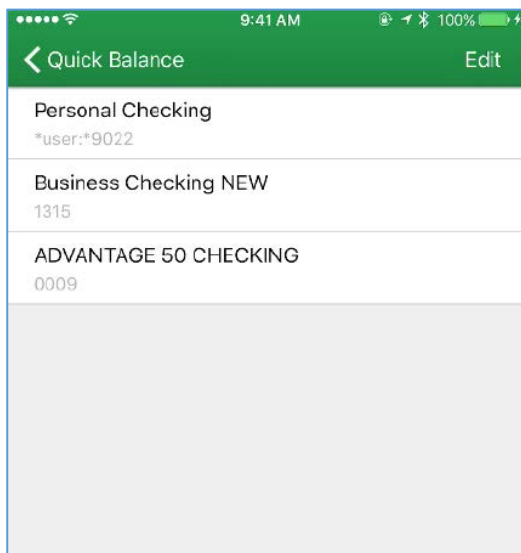 9:41 AM
100%
Quick Balance
Edit
Personal Checking
*user:*9022
Business Checking NEW
1315
ADVANTAGE 50 CHECKING
0009